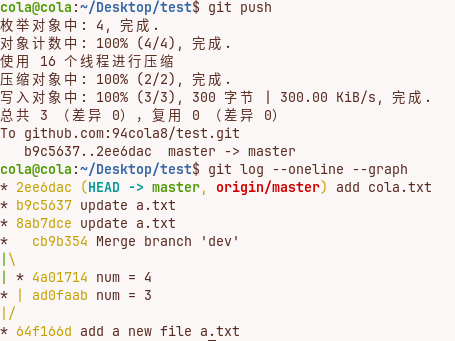 cola@cola:~/Desktop/test$ git push
枚举对象中: 4, 完成.
对象计数中: 100% (4/4), 完成.
使用 16 个线程进行压缩
压缩对象中: 100% (2/2), 完成.
写入对象中: 100% (3/3), 300 字节 | 300.00 KiB/s, 完成.
总共 3 （差异 0），复用 0 （差异 0）
To github.com:94cola8/test.git
   b9c5637..2ee6dac  master -> master
cola@cola:~/Desktop/test$ git log --oneline --graph
* 2ee6dac (HEAD -> master, origin/master) add cola.txt
* b9c5637 update a.txt
* 8ab7dce update a.txt
*   cb9b354 Merge branch 'dev'
|\
| * 4a01714 num = 4
* | ad0faab num = 3
|/
* 64f166d add a new file a.txt